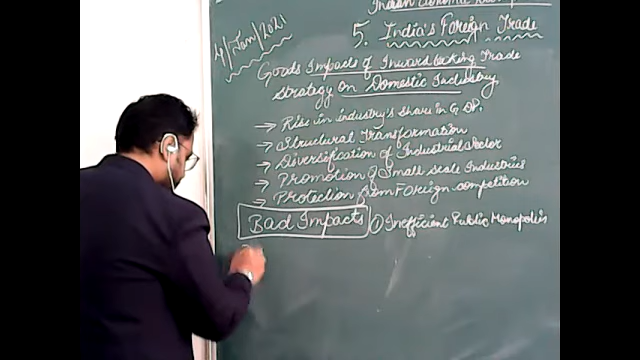 Indian Economic
5. India's Foreign Trade
4/Jan/2021
Goods Impacts of Inward looking Trade
Strategy on Domestic Industry.
→ Rise in industry's share in GDP.
→ Structural Transformation
→ Diversification of Industrial Sector
→ Promotion of Small Scale Industries
→ Protection from Foreign competition
Bad Impacts ① Inefficient Public Monopolies